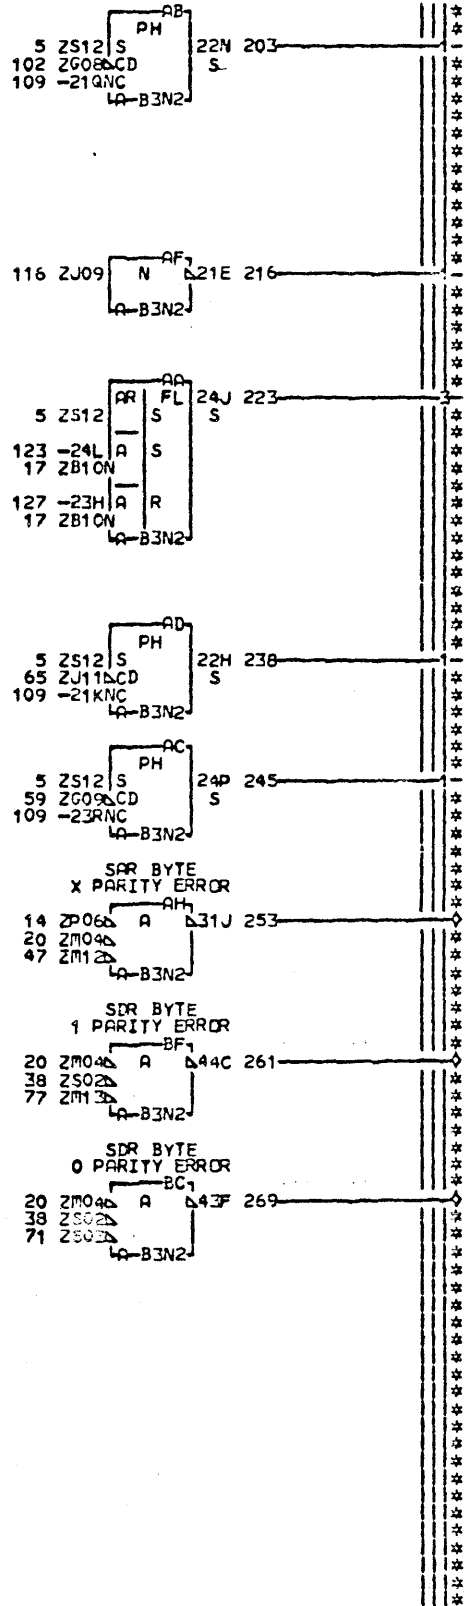 AB
PH
5 ZS12 S 22N 203
102 ZG08 CD S
109 -21QNC
A B3N2
AF
116 ZJ09 N 21E 216
A B3N2
AA
AR FL 24J 223 3
5 ZS12 S S
123 -24L A S
17 ZB10N
127 -23H A R
17 ZB10N
A B3N2
AD
PH
5 ZS12 S 22H 238 1
65 ZJ11 CD S
109 -21KNC
A B3N2
AC
PH
5 ZS12 S 24P 245
59 ZG09 CD S
109 -23RNC
A B3N2
SAR BYTE
X PARITY ERROR
AH
14 ZP06 A 31J 253
20 ZM04
47 ZM12
A B3N2
SDR BYTE
1 PARITY ERROR
BF
20 ZM04 A 44C 261
38 ZS02
77 ZM13
A B3N2
SDR BYTE
0 PARITY ERROR
BC
20 ZM04 A 43F 269
38 ZS02
71 ZS03
A B3N2